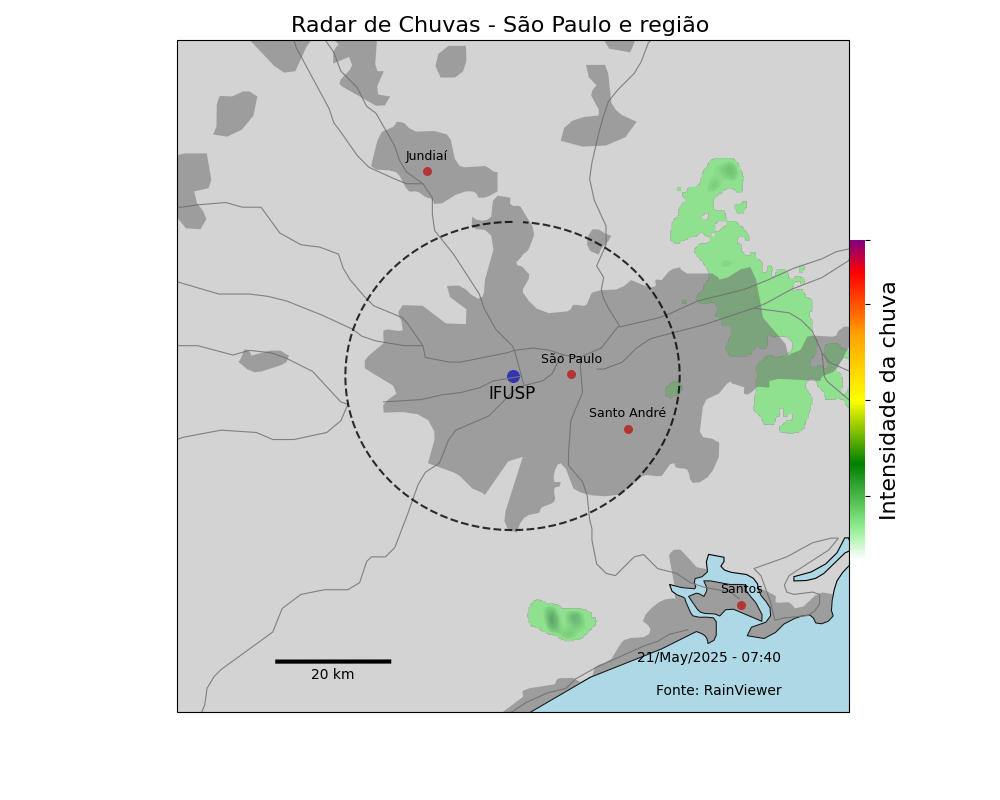 Radar de Chuvas - São Paulo e região
Jundiaí
São Paulo
IFUSP
Santo André
Intensidade da chuva
Santos
21/May/2025 - 07:40
20 km
Fonte: RainViewer